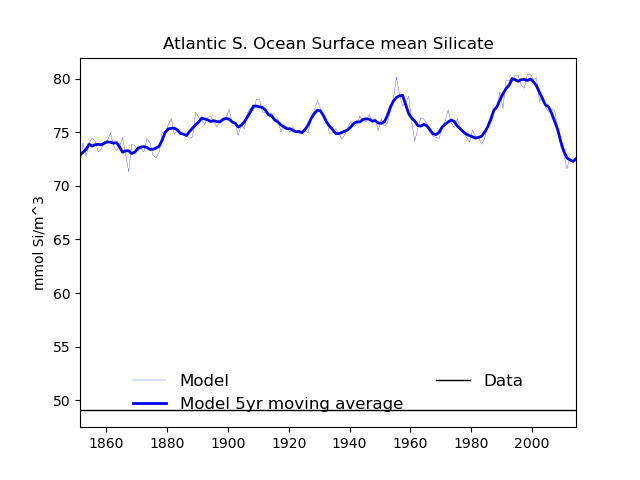 Atlantic S. Ocean Surface mean Silicate
mmol Si/m^3
80
75
70
65
60
55
50
Model
Model 5yr moving average
Data
1860 1880 1900 1920 1940 1960 1980 2000